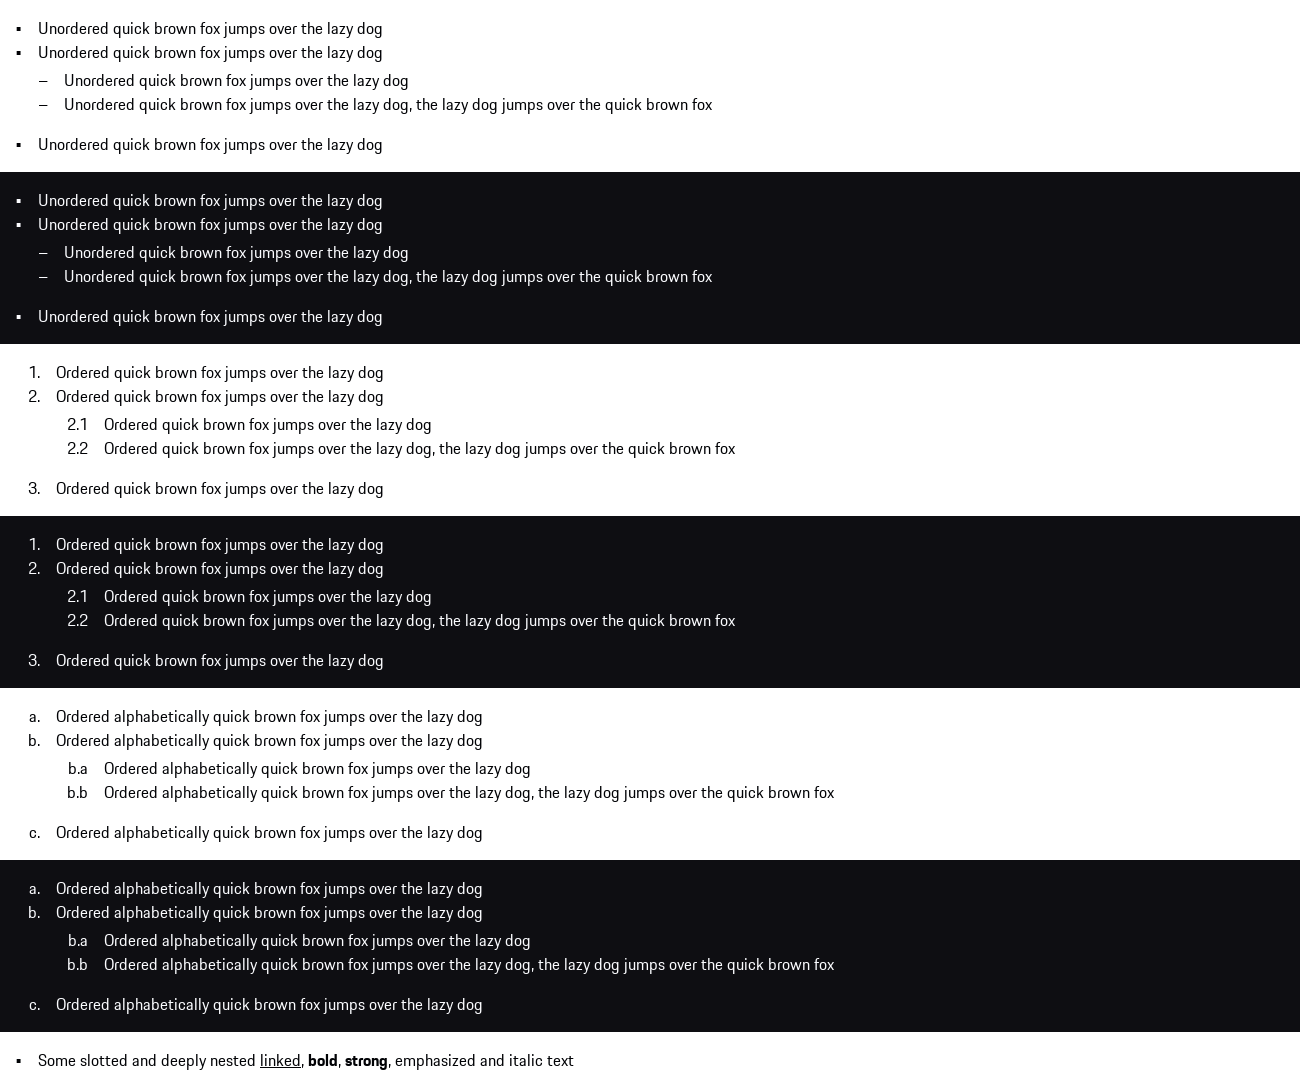 ▪ Unordered quick brown fox jumps over the lazy dog
▪ Unordered quick brown fox jumps over the lazy dog
– Unordered quick brown fox jumps over the lazy dog
– Unordered quick brown fox jumps over the lazy dog, the lazy dog jumps over the quick brown fox
▪ Unordered quick brown fox jumps over the lazy dog
▪ Unordered quick brown fox jumps over the lazy dog
▪ Unordered quick brown fox jumps over the lazy dog
– Unordered quick brown fox jumps over the lazy dog
– Unordered quick brown fox jumps over the lazy dog, the lazy dog jumps over the quick brown fox
▪ Unordered quick brown fox jumps over the lazy dog
1. Ordered quick brown fox jumps over the lazy dog
2. Ordered quick brown fox jumps over the lazy dog
2.1 Ordered quick brown fox jumps over the lazy dog
2.2 Ordered quick brown fox jumps over the lazy dog, the lazy dog jumps over the quick brown fox
3. Ordered quick brown fox jumps over the lazy dog
1. Ordered quick brown fox jumps over the lazy dog
2. Ordered quick brown fox jumps over the lazy dog
2.1 Ordered quick brown fox jumps over the lazy dog
2.2 Ordered quick brown fox jumps over the lazy dog, the lazy dog jumps over the quick brown fox
3. Ordered quick brown fox jumps over the lazy dog
a. Ordered alphabetically quick brown fox jumps over the lazy dog
b. Ordered alphabetically quick brown fox jumps over the lazy dog
b.a Ordered alphabetically quick brown fox jumps over the lazy dog
b.b Ordered alphabetically quick brown fox jumps over the lazy dog, the lazy dog jumps over the quick brown fox
c. Ordered alphabetically quick brown fox jumps over the lazy dog
a. Ordered alphabetically quick brown fox jumps over the lazy dog
b. Ordered alphabetically quick brown fox jumps over the lazy dog
b.a Ordered alphabetically quick brown fox jumps over the lazy dog
b.b Ordered alphabetically quick brown fox jumps over the lazy dog, the lazy dog jumps over the quick brown fox
c. Ordered alphabetically quick brown fox jumps over the lazy dog
▪ Some slotted and deeply nested linked, bold, strong, emphasized and italic text